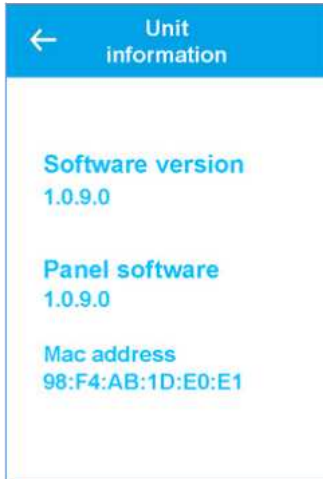 Unit
information
Software version
1.0.9.0
Panel software
1.0.9.0
Mac address
98:F4:AB:1D:E0:E1